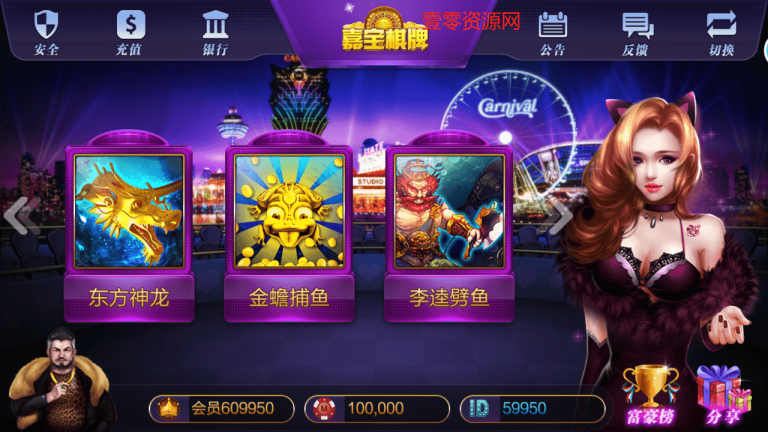 安全
充值
银行
嘉宝棋牌
壹零资源网
公告
反馈
切换
Carnival
STUDIO
东方神龙
金蟾捕鱼
李逵劈鱼
会员609950
100,000
ID 59950
富豪榜
分享